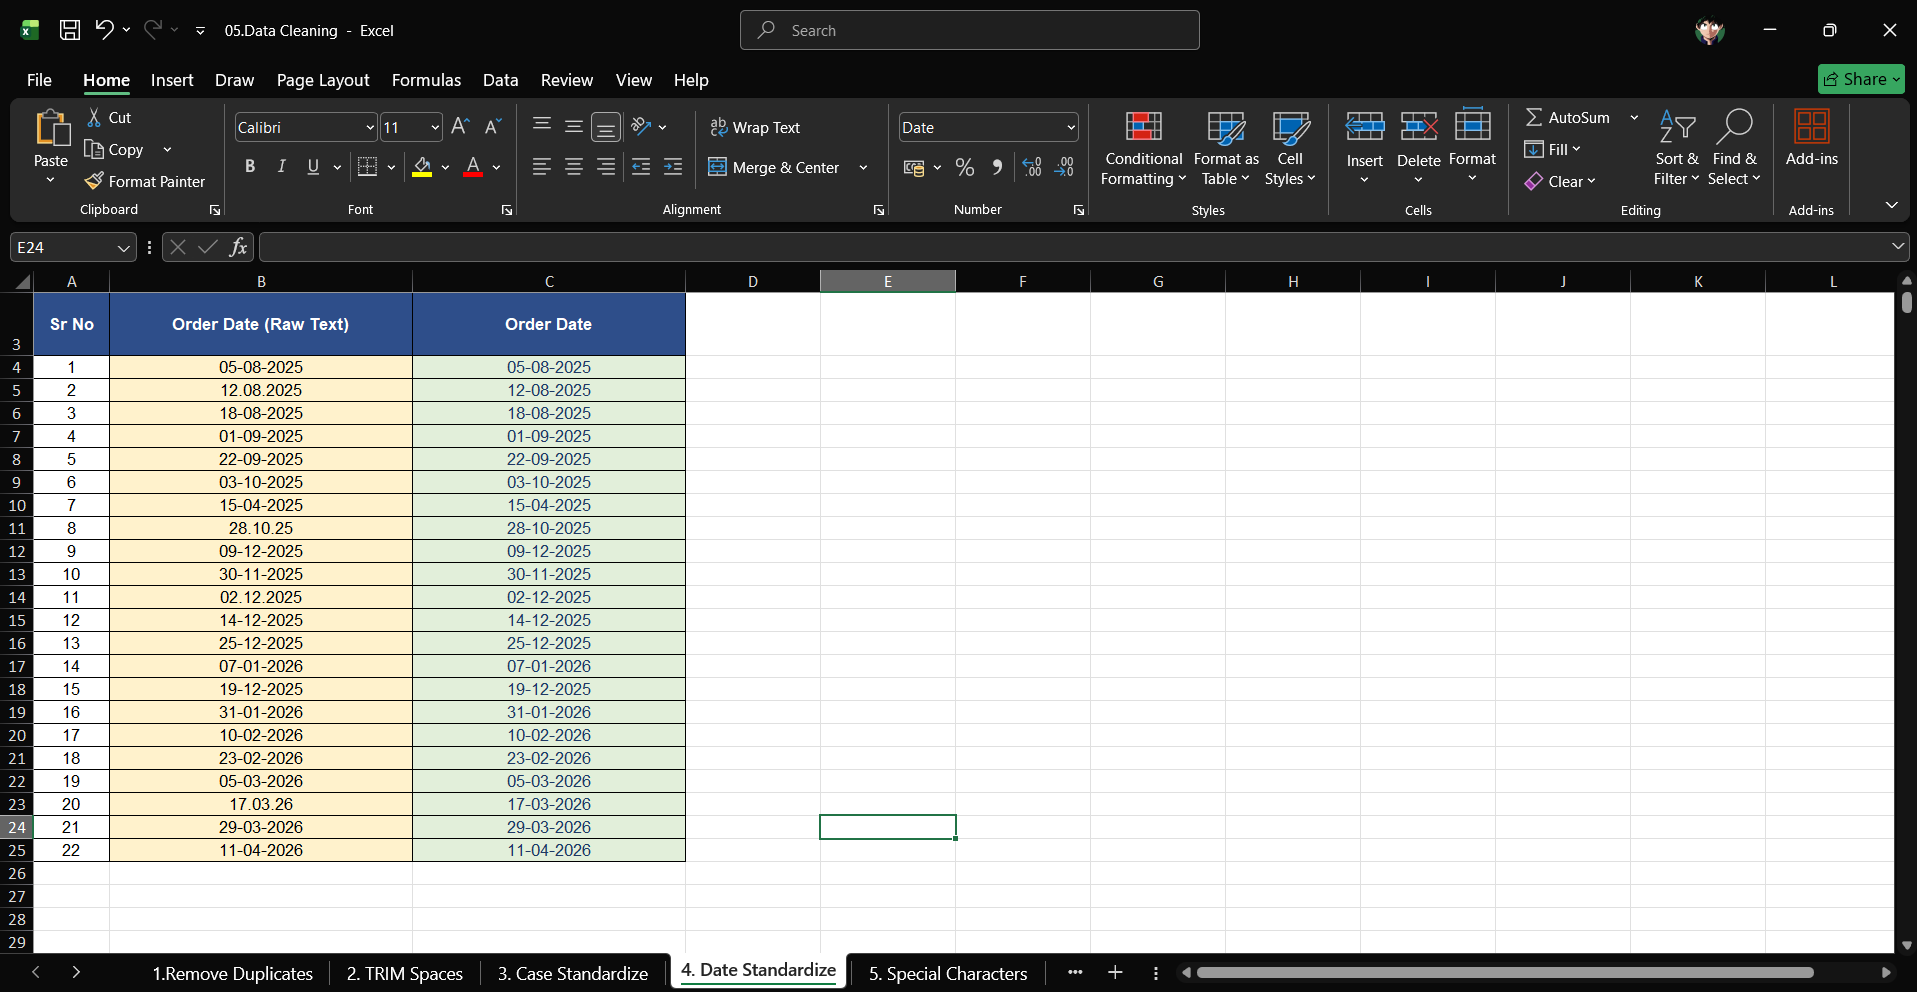 05.Data Cleaning - Excel
Search
File Home Insert Draw Page Layout Formulas Data Review View Help
Share
Paste
Cut
Copy
Format Painter
Clipboard
Calibri 11
B I U A
Font
Wrap Text
Merge & Center
Alignment
Date
Number
Conditional Formatting
Format as Table
Cell Styles
Styles
Insert Delete Format
Cells
AutoSum
Fill
Clear
Sort & Filter
Find & Select
Editing
Add-ins
Add-ins
E24 fx
A B C D E F G H I J K L
3 Sr No Order Date (Raw Text) Order Date
4 1 05-08-2025 05-08-2025
5 2 12.08.2025 12-08-2025
6 3 18-08-2025 18-08-2025
7 4 01-09-2025 01-09-2025
8 5 22-09-2025 22-09-2025
9 6 03-10-2025 03-10-2025
10 7 15-04-2025 15-04-2025
11 8 28.10.25 28-10-2025
12 9 09-12-2025 09-12-2025
13 10 30-11-2025 30-11-2025
14 11 02.12.2025 02-12-2025
15 12 14-12-2025 14-12-2025
16 13 25-12-2025 25-12-2025
17 14 07-01-2026 07-01-2026
18 15 19-12-2025 19-12-2025
19 16 31-01-2026 31-01-2026
20 17 10-02-2026 10-02-2026
21 18 23-02-2026 23-02-2026
22 19 05-03-2026 05-03-2026
23 20 17.03.26 17-03-2026
24 21 29-03-2026 29-03-2026
25 22 11-04-2026 11-04-2026
26
27
28
29
1.Remove Duplicates 2. TRIM Spaces 3. Case Standardize 4. Date Standardize 5. Special Characters